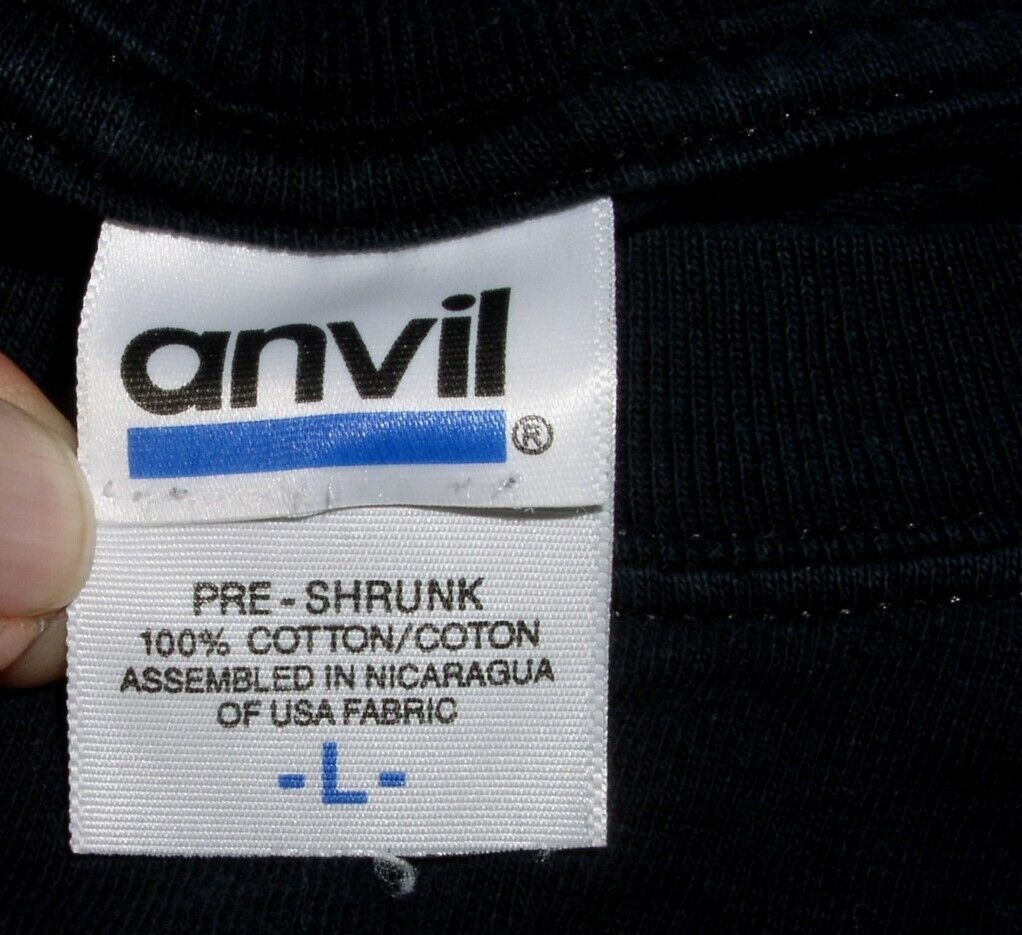 anvil
®
PRE-SHRUNK
100% COTTON/COTON
ASSEMBLED IN NICARAGUA
OF USA FABRIC
-L-